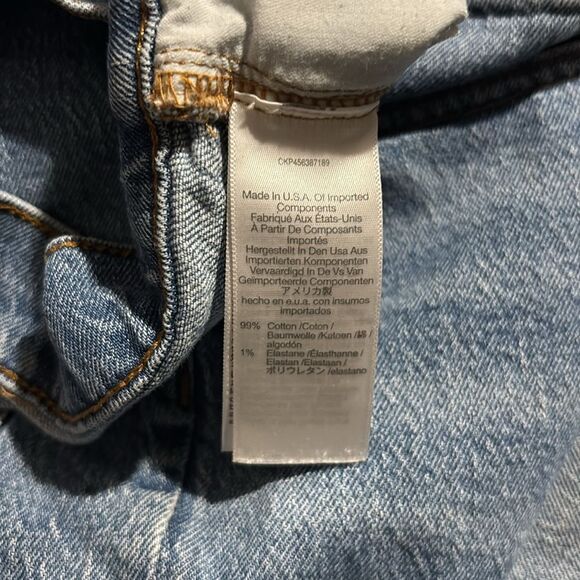 CKP456387189
Made In U.S.A. Of Imported
Components
Fabriqué Aux États-Unis
À Partir De Composants
Importés
Hergestellt In Den Usa Aus
Importierten Komponenten
Vervaardigd In De Vs Van
Geïmporteerde Componenten
アメリカ製
hecho en e.u.a. con insumos
importados
99% Cotton /Coton /
Baumwolle /Katoen /綿 /
algodón
1% Elastane /Élasthanne /
Elastan /Elastaan /
ポリウレタン /elastano